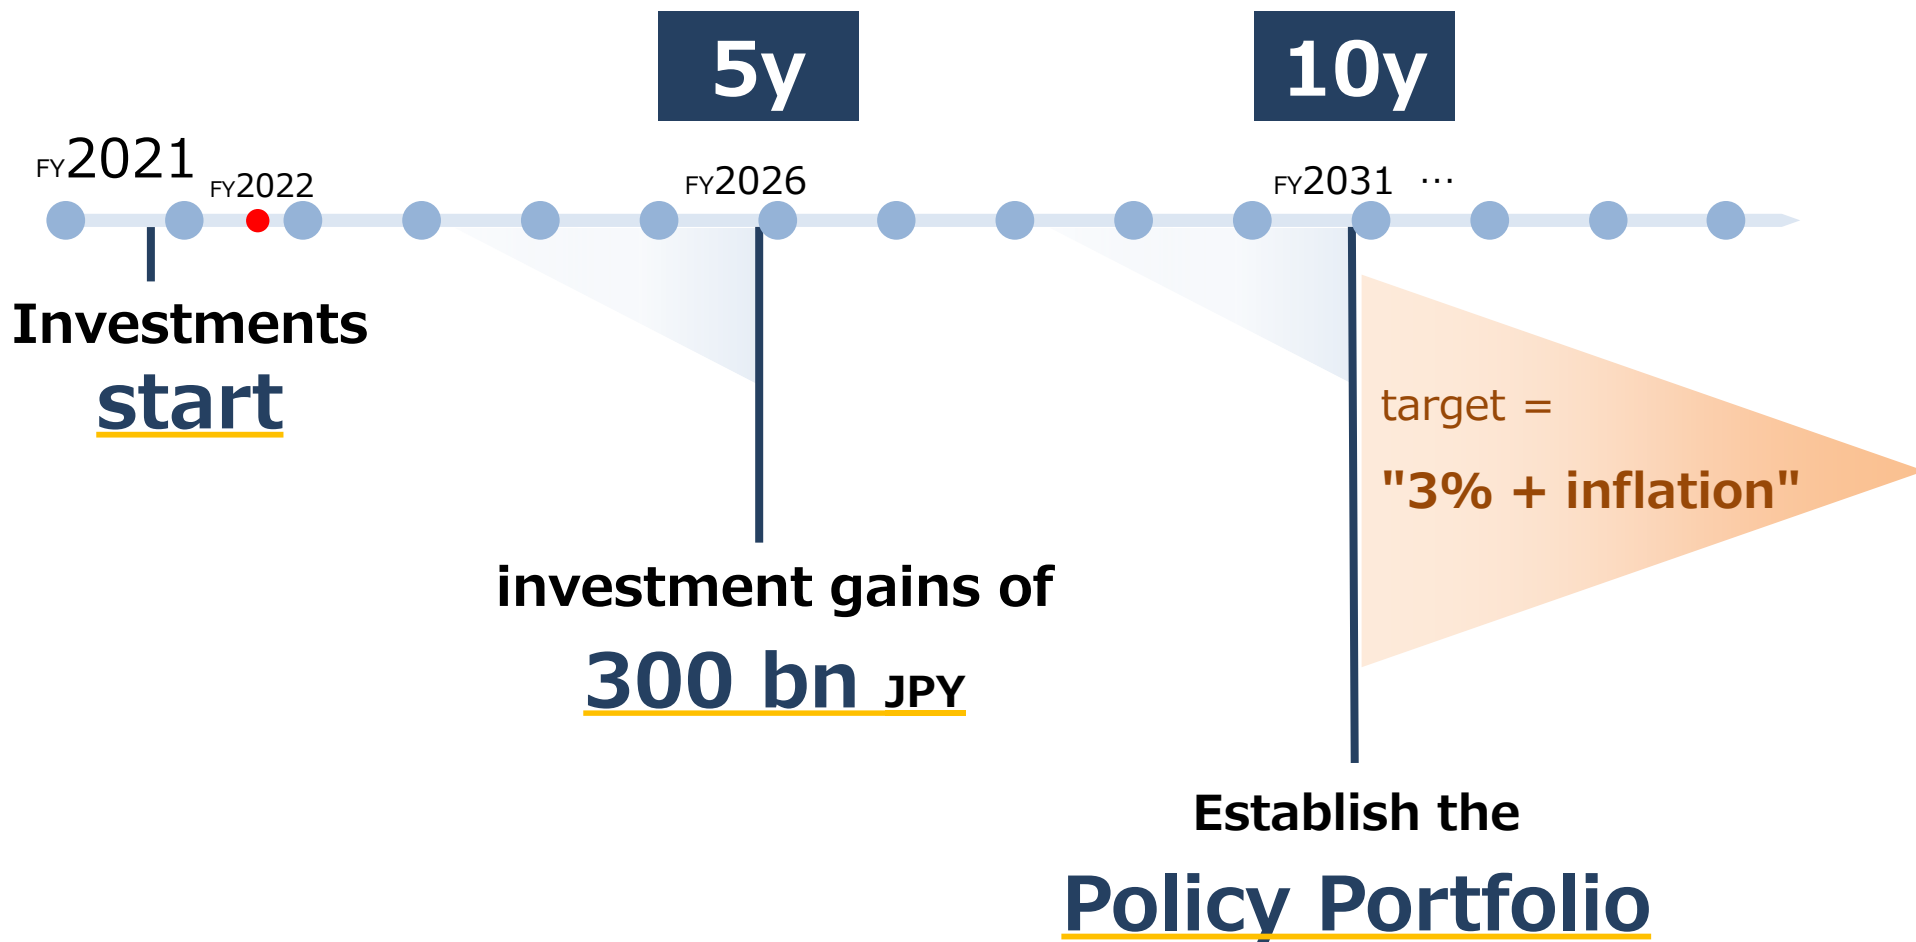 5y
10y
FY2021
FY2022
FY2026
FY2031 …
Investments
start
target =
"3% + inflation"
investment gains of
300 bn JPY
Establish the
Policy Portfolio